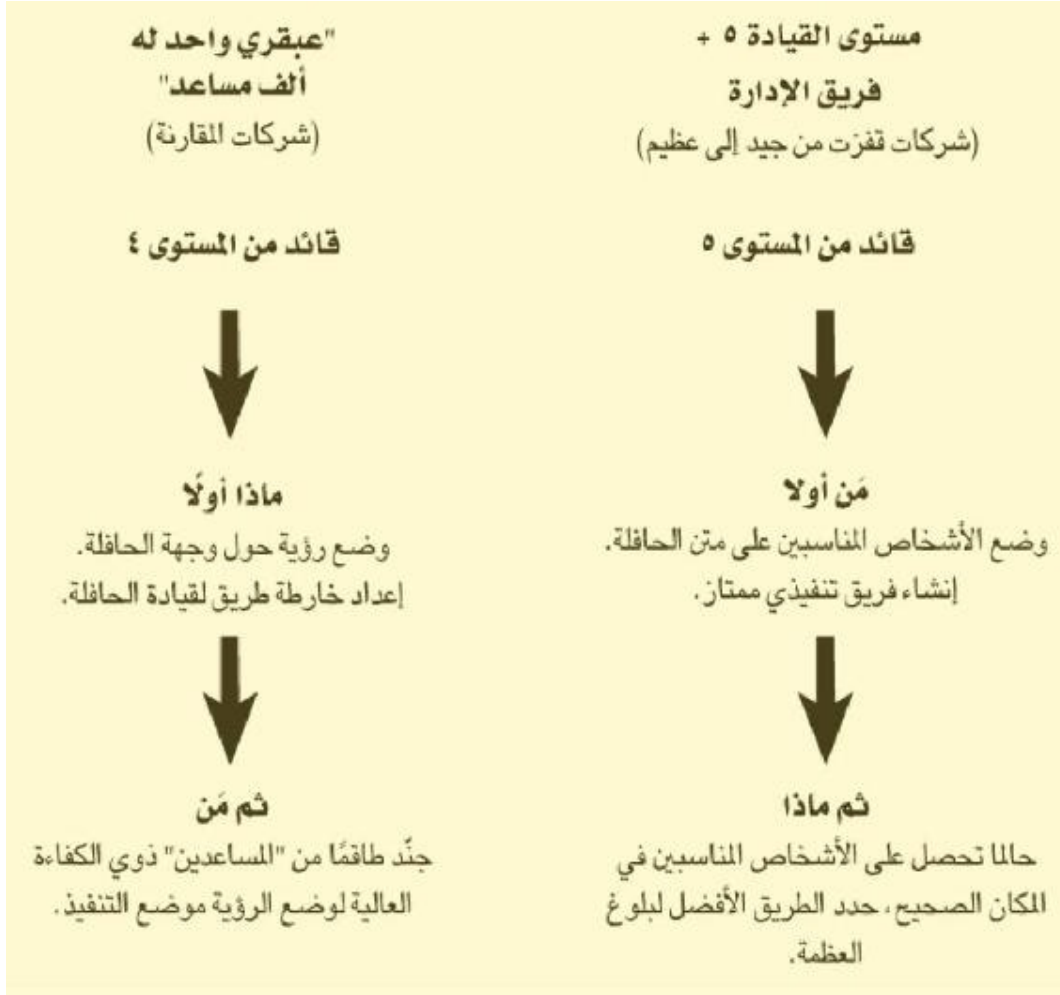 مستوى القيادة ٥ +
فريق الإدارة
(شركات قفزت من جيد إلى عظيم)
قائد من المستوى ٥
مَن أولا
وضع الأشخاص المناسبين على متن الحافلة.
إنشاء فريق تنفيذي ممتاز.
ثم ماذا
حالما تحصل على الأشخاص المناسبين في
المكان الصحيح، حدد الطريق الأفضل لبلوغ
العظمة.
"عبقري واحد له
ألف مساعد"
(شركات المقارنة)
قائد من المستوى ٤
ماذا أولًا
وضع رؤية حول وجهة الحافلة.
إعداد خارطة طريق لقيادة الحافلة.
ثم مَن
جنِّد طاقمًا من "المساعدين" ذوي الكفاءة
العالية لوضع الرؤية موضع التنفيذ.